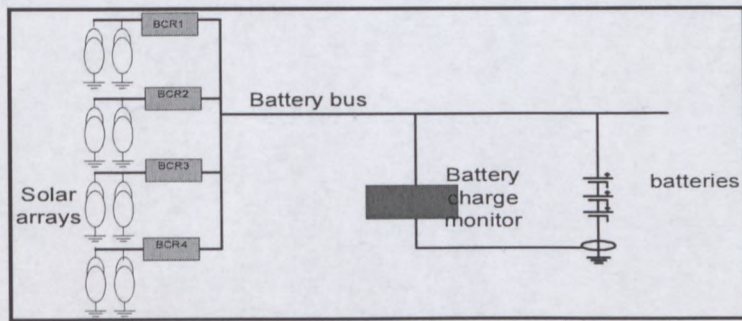 BCR1
BCR2
Battery bus
BCR3
Solar
arrays
Battery
charge
monitor
batteries
BCR4